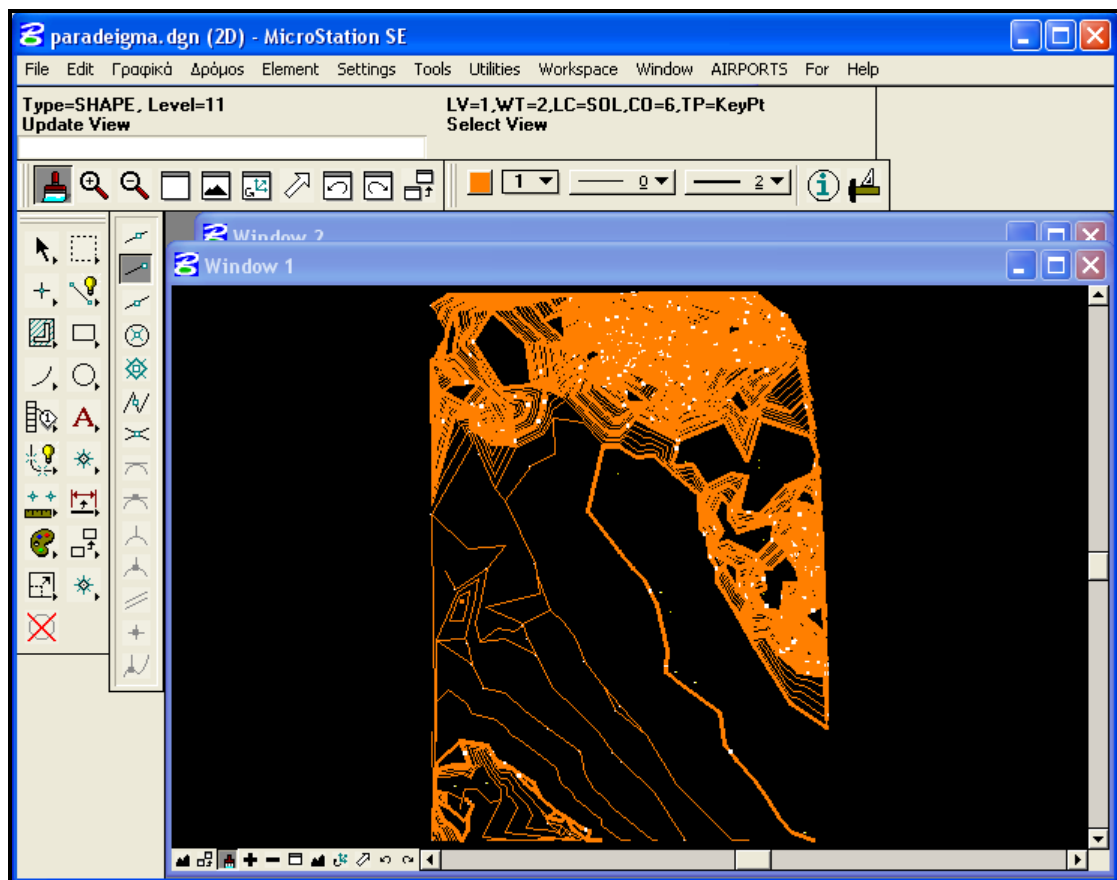 paradeigma.dgn (2D) - MicroStation SE
File Edit Γραφικά Δρόμος Element Settings Tools Utilities Workspace Window AIRPORTS For Help
Type=SHAPE, Level=11 LV=1,WT=2,LC=SOL,CO=6,TP=KeyPt
Update View Select View
1 0 2
Window 2
Window 1